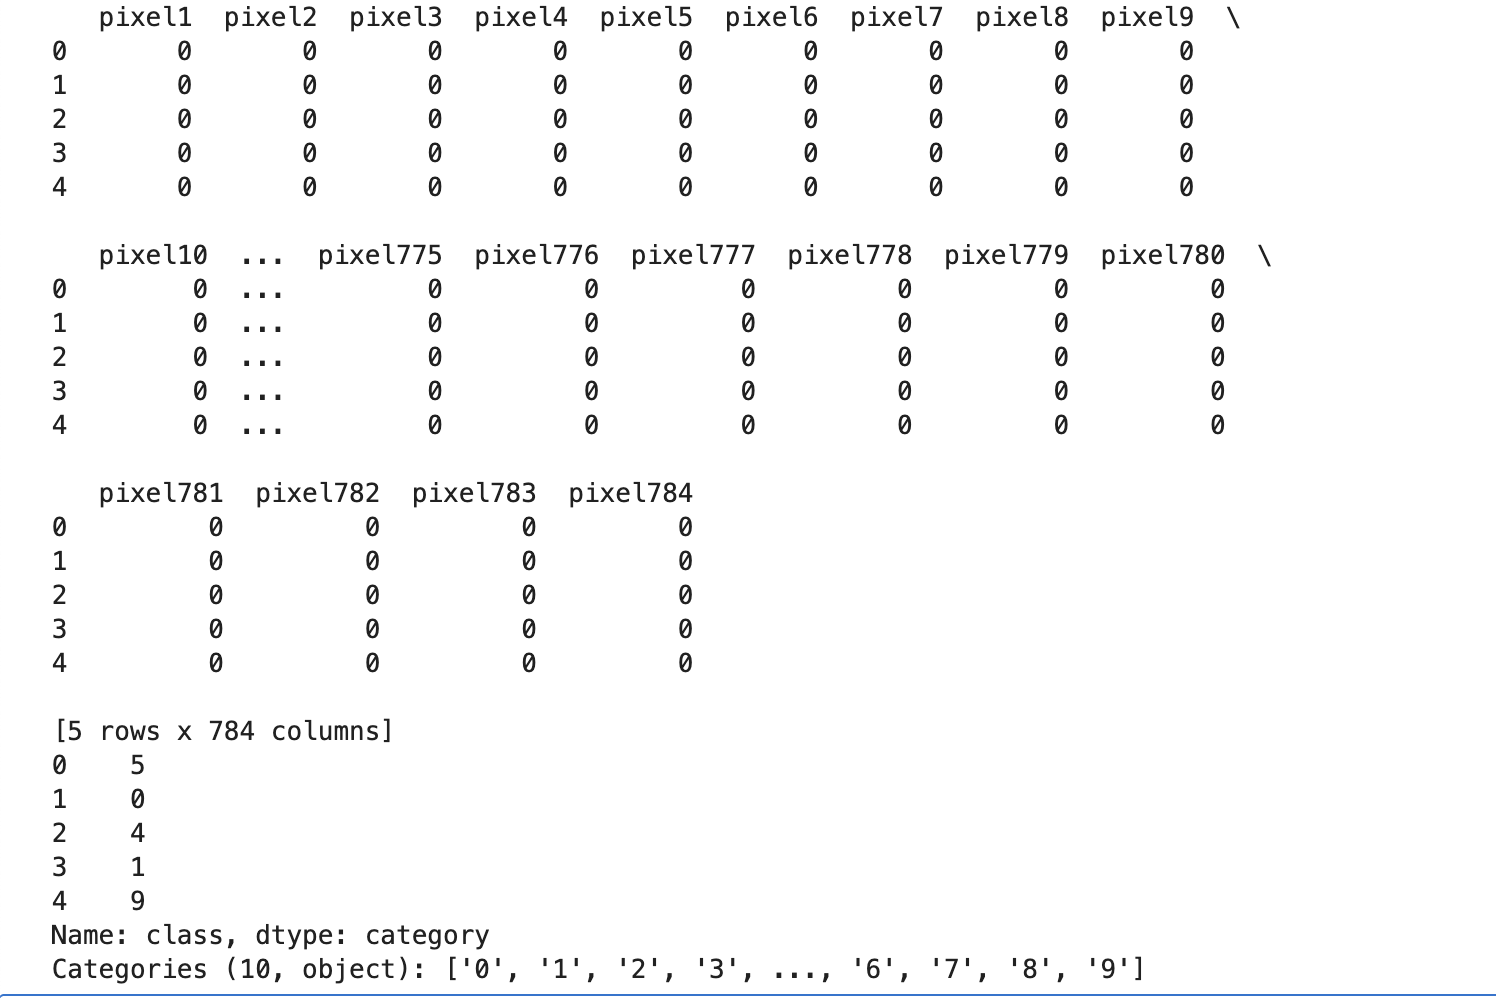 pixel1  pixel2  pixel3  pixel4  pixel5  pixel6  pixel7  pixel8  pixel9  \
0       0       0       0       0       0       0       0       0       0
1       0       0       0       0       0       0       0       0       0
2       0       0       0       0       0       0       0       0       0
3       0       0       0       0       0       0       0       0       0
4       0       0       0       0       0       0       0       0       0

   pixel10  ...  pixel775  pixel776  pixel777  pixel778  pixel779  pixel780  \
0        0  ...         0         0         0         0         0         0
1        0  ...         0         0         0         0         0         0
2        0  ...         0         0         0         0         0         0
3        0  ...         0         0         0         0         0         0
4        0  ...         0         0         0         0         0         0

   pixel781  pixel782  pixel783  pixel784
0         0         0         0         0
1         0         0         0         0
2         0         0         0         0
3         0         0         0         0
4         0         0         0         0

[5 rows x 784 columns]
0    5
1    0
2    4
3    1
4    9
Name: class, dtype: category
Categories (10, object): ['0', '1', '2', '3', ..., '6', '7', '8', '9']